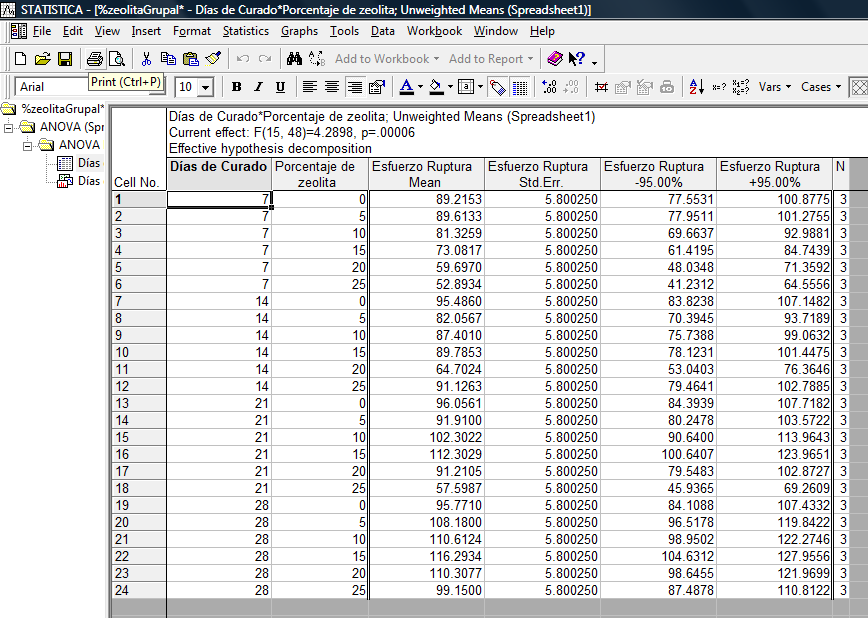 STATISTICA - [%zeolitaGrupal* - Días de Curado*Porcentaje de zeolita; Unweighted Means (Spreadsheet1)]
File Edit View Insert Format Statistics Graphs Tools Data Workbook Window Help
Add to Workbook Add to Report
Arial 10 B I U A Vars Cases
Print (Ctrl+P)
%zeolitaGrupal*
ANOVA (Spr
ANOVA
Días
Días
Días de Curado*Porcentaje de zeolita; Unweighted Means (Spreadsheet1)
Current effect: F(15, 48)=4.2898, p=.00006
Effective hypothesis decomposition
Días de Curado Porcentaje de Esfuerzo Ruptura Esfuerzo Ruptura Esfuerzo Ruptura Esfuerzo Ruptura N
Cell No. zeolita Mean Std.Err. -95.00% +95.00%
1 7 0 89.2153 5.800250 77.5531 100.8775 3
2 7 5 89.6133 5.800250 77.9511 101.2755 3
3 7 10 81.3259 5.800250 69.6637 92.9881 3
4 7 15 73.0817 5.800250 61.4195 84.7439 3
5 7 20 59.6970 5.800250 48.0348 71.3592 3
6 7 25 52.8934 5.800250 41.2312 64.5556 3
7 14 0 95.4860 5.800250 83.8238 107.1482 3
8 14 5 82.0567 5.800250 70.3945 93.7189 3
9 14 10 87.4010 5.800250 75.7388 99.0632 3
10 14 15 89.7853 5.800250 78.1231 101.4475 3
11 14 20 64.7024 5.800250 53.0403 76.3646 3
12 14 25 91.1263 5.800250 79.4641 102.7885 3
13 21 0 96.0561 5.800250 84.3939 107.7182 3
14 21 5 91.9100 5.800250 80.2478 103.5722 3
15 21 10 102.3022 5.800250 90.6400 113.9643 3
16 21 15 112.3029 5.800250 100.6407 123.9651 3
17 21 20 91.2105 5.800250 79.5483 102.8727 3
18 21 25 57.5987 5.800250 45.9365 69.2609 3
19 28 0 95.7710 5.800250 84.1088 107.4332 3
20 28 5 108.1800 5.800250 96.5178 119.8422 3
21 28 10 110.6124 5.800250 98.9502 122.2746 3
22 28 15 116.2934 5.800250 104.6312 127.9556 3
23 28 20 110.3077 5.800250 98.6455 121.9699 3
24 28 25 99.1500 5.800250 87.4878 110.8122 3